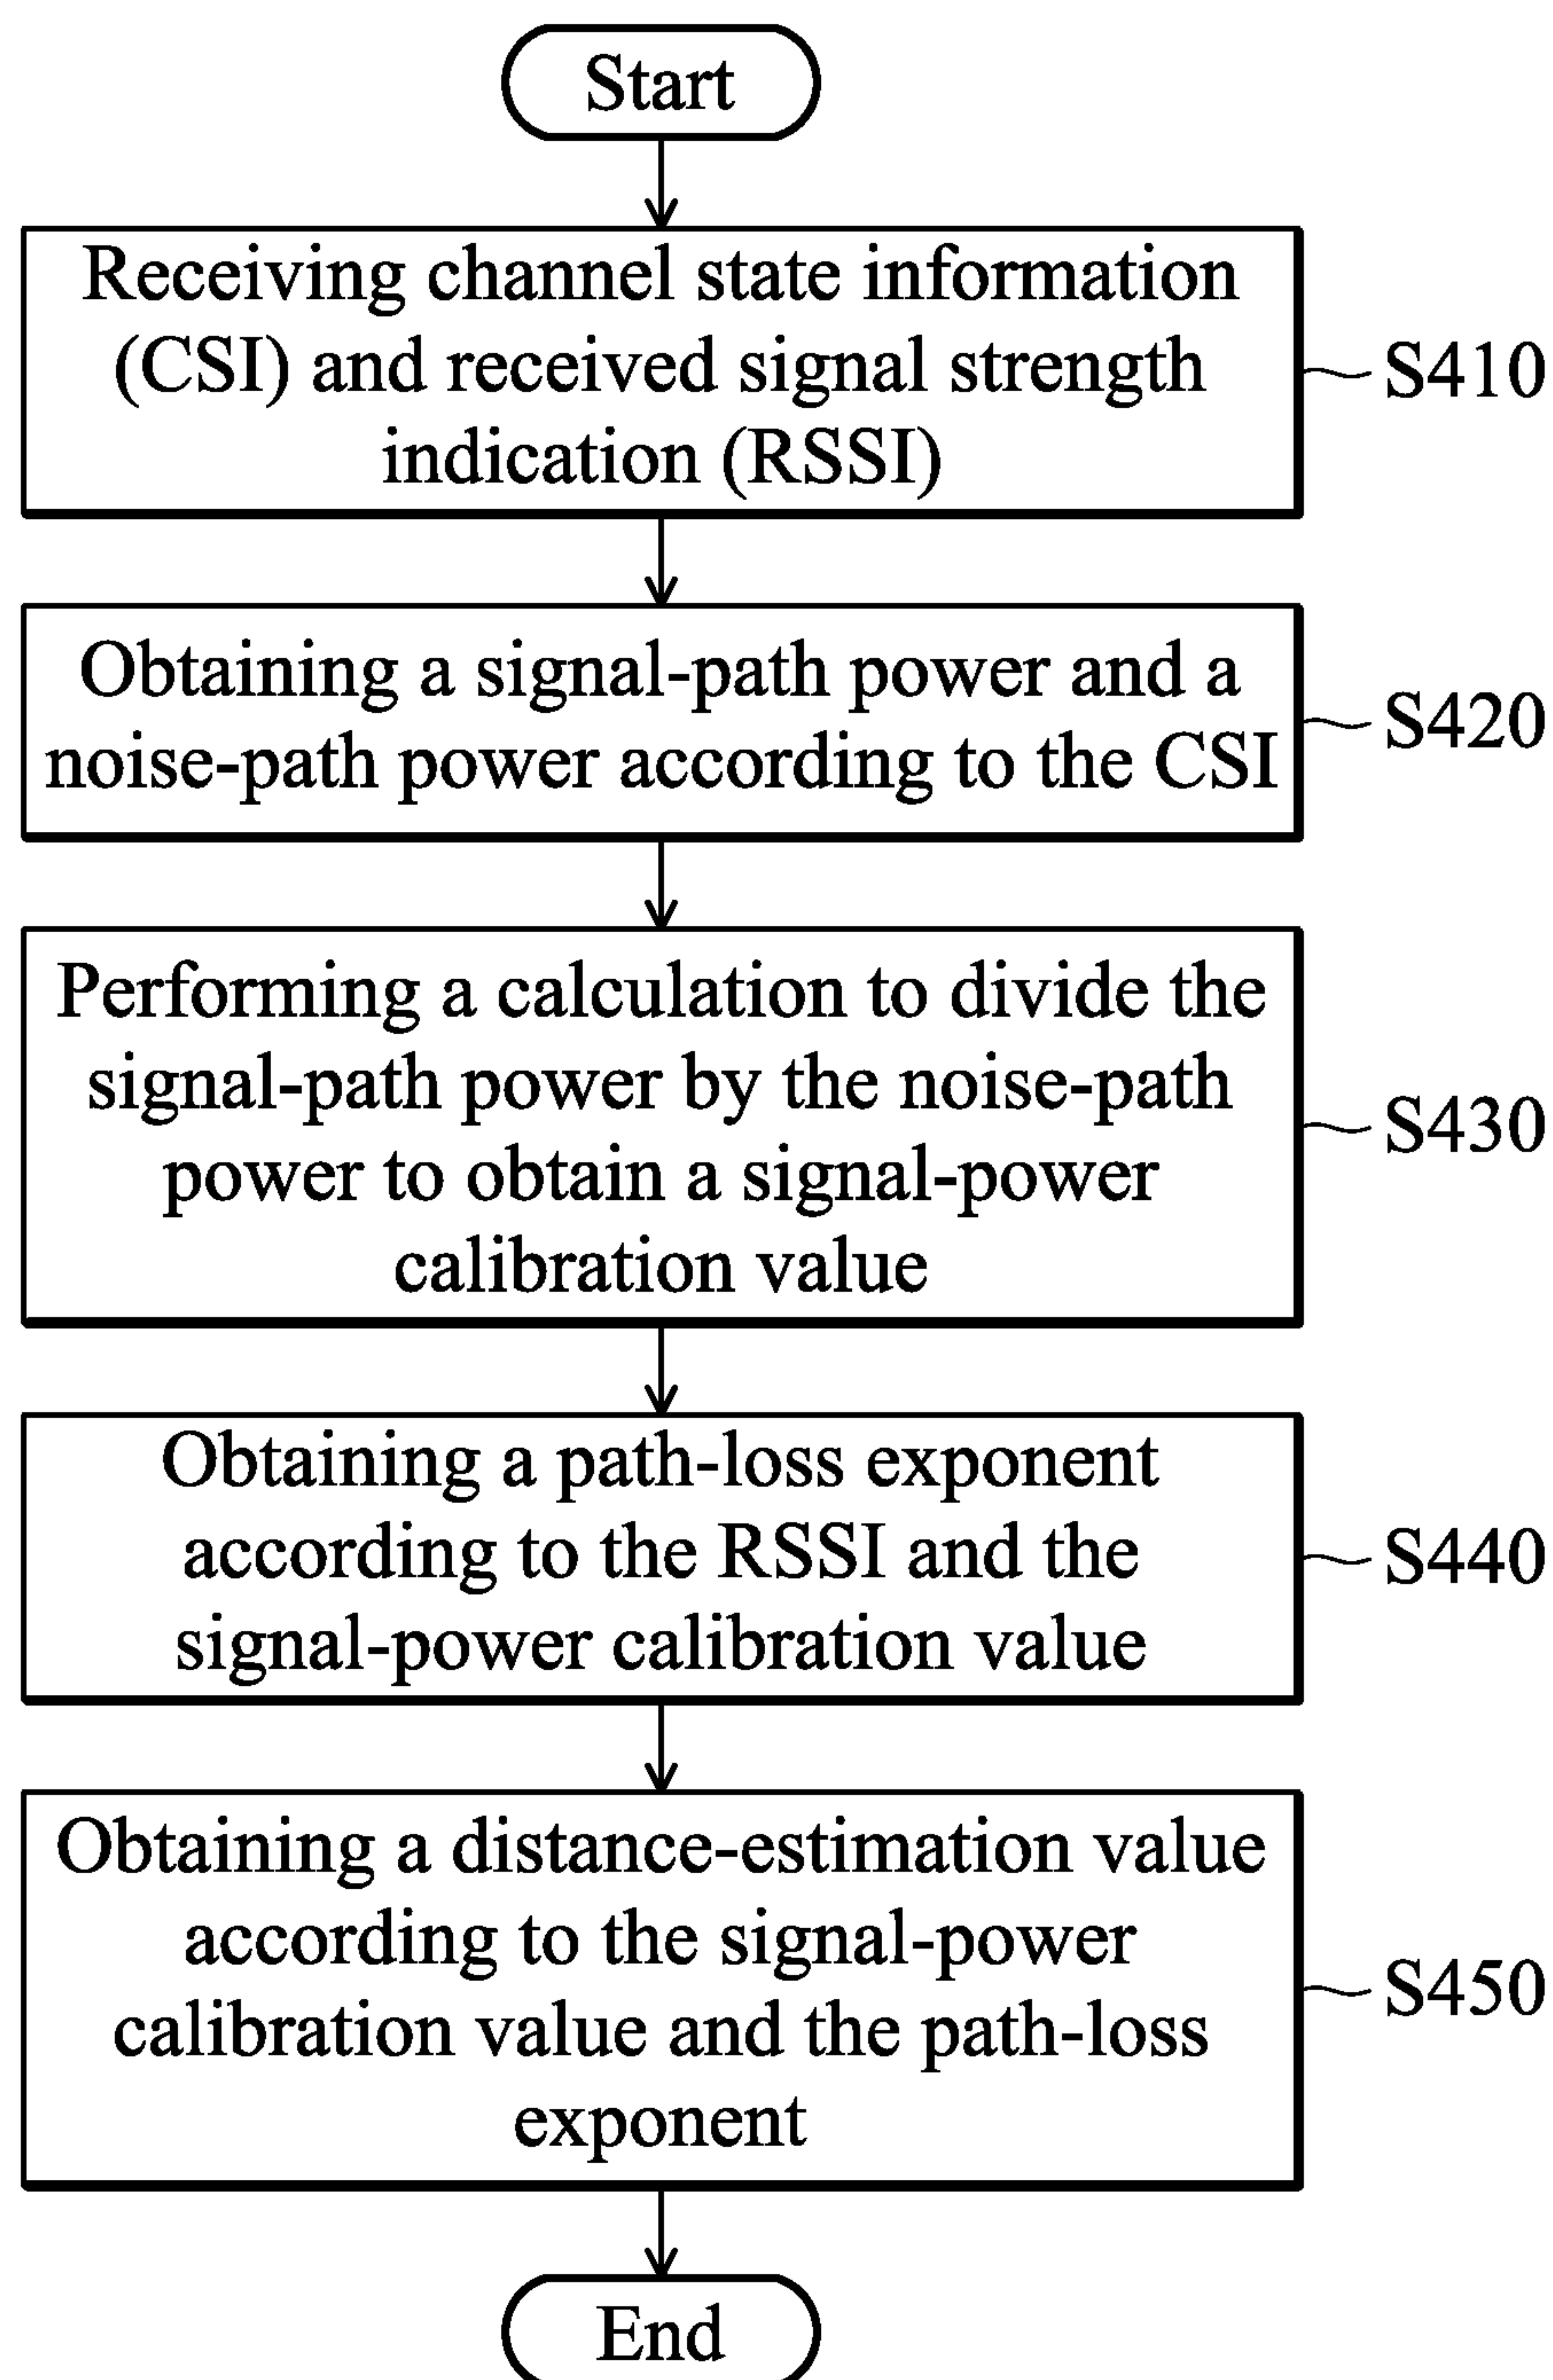 Start
Receiving channel state information
(CSI) and received signal strength
indication (RSSI)
S410
Obtaining a signal-path power and a
noise-path power according to the CSI
S420
Performing a calculation to divide the
signal-path power by the noise-path
power to obtain a signal-power
calibration value
S430
Obtaining a path-loss exponent
according to the RSSI and the
signal-power calibration value
S440
Obtaining a distance-estimation value
according to the signal-power
calibration value and the path-loss
exponent
S450
End